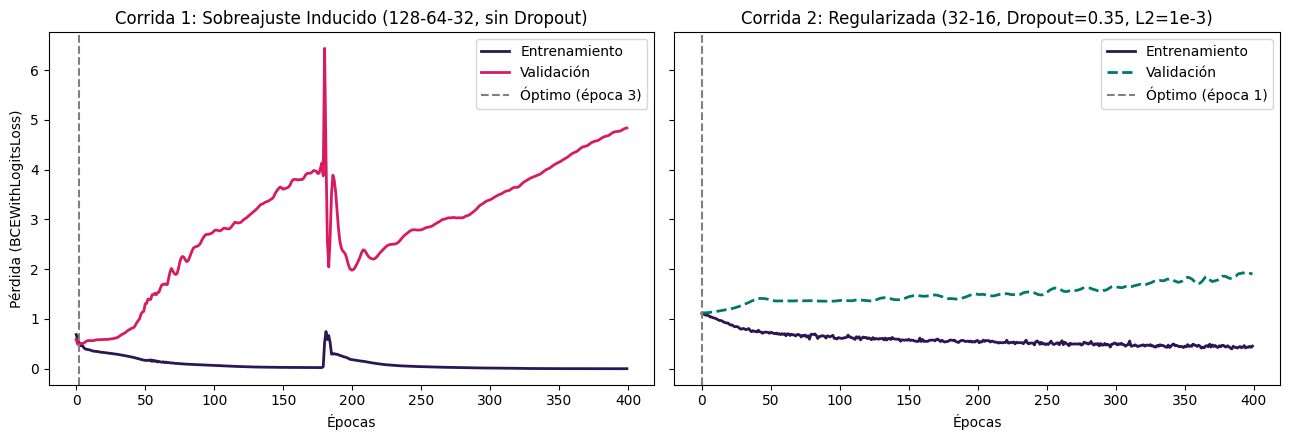 Corrida 1: Sobreajuste Inducido (128-64-32, sin Dropout)
Entrenamiento
Validación
Óptimo (época 3)
Pérdida (BCEWithLogitsLoss)
6
5
4
3
2
1
0
0 50 100 150 200 250 300 350 400
Épocas
Corrida 2: Regularizada (32-16, Dropout=0.35, L2=1e-3)
Entrenamiento
Validación
Óptimo (época 1)
0 50 100 150 200 250 300 350 400
Épocas